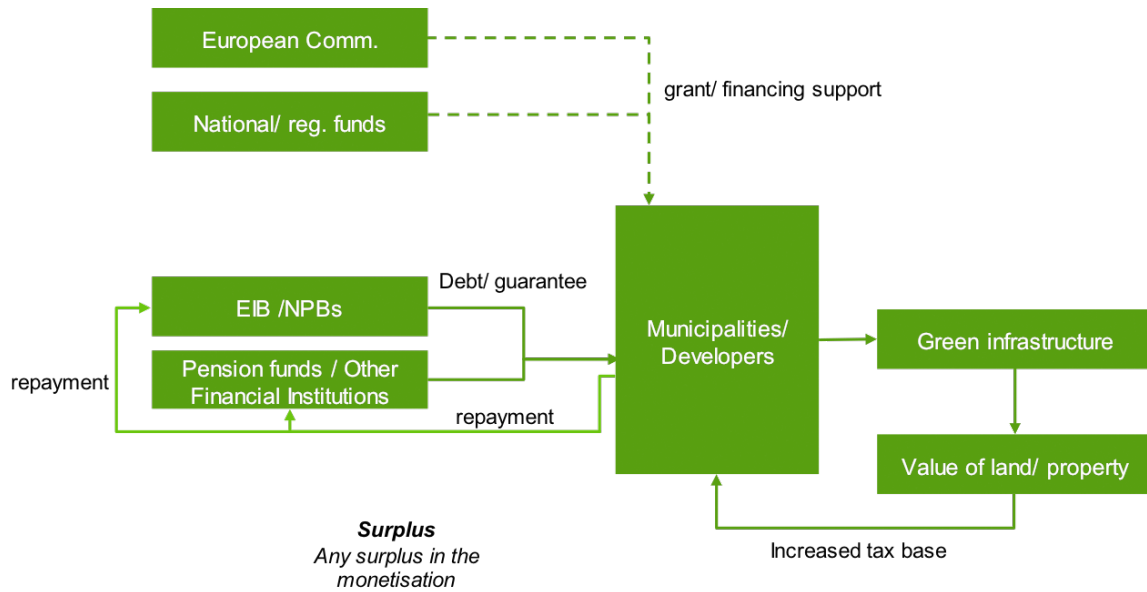 European Comm.
grant/ financing support
National/ reg. funds
Debt/ guarantee
EIB /NPBs
Municipalities/
Developers
Green infrastructure
repayment
Pension funds / Other
Financial Institutions
repayment
Value of land/ property
Increased tax base
Surplus
Any surplus in the
monetisation